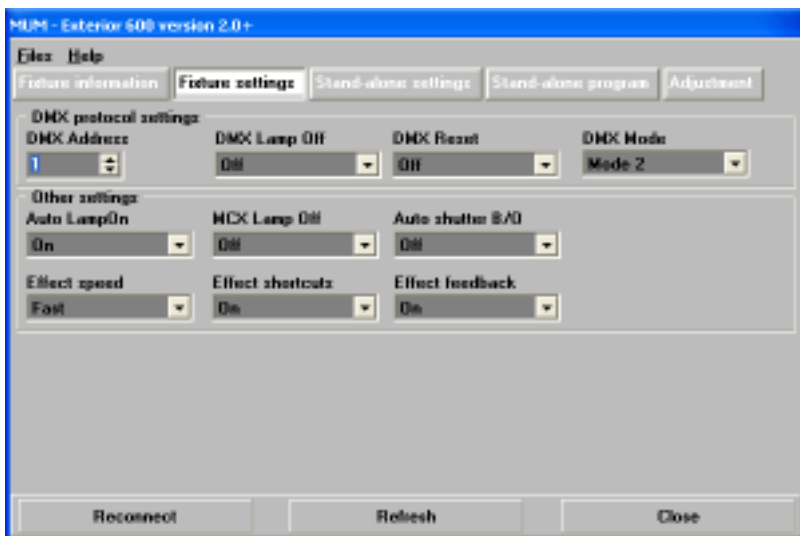 MUM - Exterior 600 version 2.0+
Files Help
Fixture information Fixture settings Stand-alone settings Stand-alone program Adjustment
DMX protocol settings
DMX Address DMX Lamp Off DMX Reset DMX Mode
1 Off Off Mode 2
Other settings
Auto LampOn MCX Lamp Off Auto shutter B/O
On Off Off
Effect speed Effect shortcuts Effect feedback
Fast On On
Reconnect Refresh Close